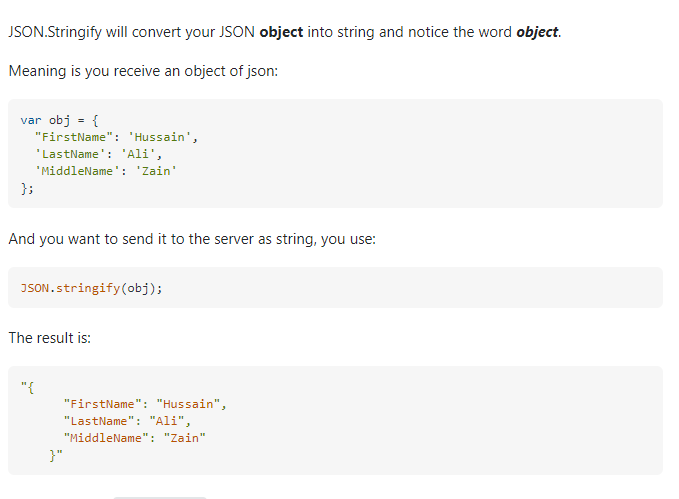 JSON.Stringify will convert your JSON object into string and notice the word object.
Meaning is you receive an object of json:
var obj = {
  "FirstName": 'Hussain',
  'LastName': 'Ali',
  'MiddleName': 'Zain'
};
And you want to send it to the server as string, you use:
JSON.stringify(obj);
The result is:
"{
      "FirstName": "Hussain",
      "LastName": "Ali",
      "MiddleName": "Zain"
    }"